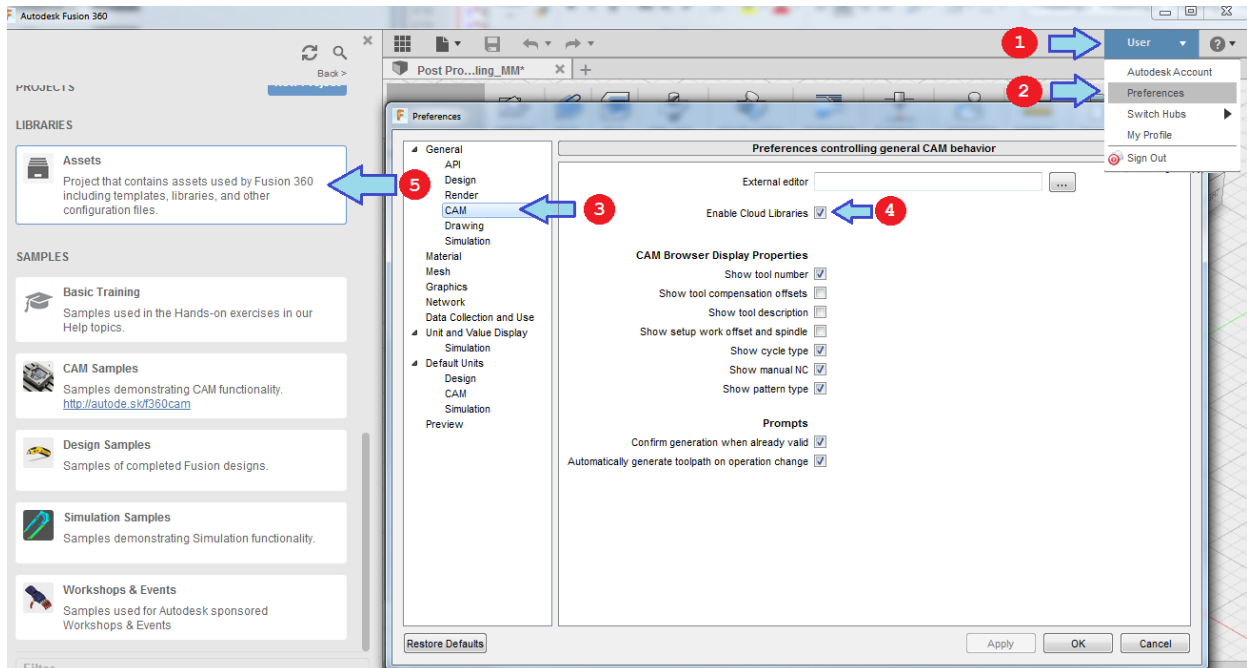 Autodesk Fusion 360
Back >
PROJECTS
LIBRARIES
Assets
Project that contains assets used by Fusion 360
including templates, libraries, and other
configuration files.
SAMPLES
Basic Training
Samples used in the Hands-on exercises in our
Help topics.
CAM Samples
Samples demonstrating CAM functionality.
http://autode.sk/f360cam
Design Samples
Samples of completed Fusion designs.
Simulation Samples
Samples demonstrating Simulation functionality.
Workshops & Events
Samples used for Autodesk sponsored
Workshops & Events
Post Pro...ling_MM*
1
User
2
Autodesk Account
Preferences
Switch Hubs
My Profile
Sign Out
Preferences
General
API
Design
Render
CAM
Drawing
Simulation
Material
Mesh
Graphics
Network
Data Collection and Use
Unit and Value Display
Simulation
Default Units
Design
CAM
Simulation
Preview
3
5
Preferences controlling general CAM behavior
External editor
...
Enable Cloud Libraries
4
CAM Browser Display Properties
Show tool number
Show tool compensation offsets
Show tool description
Show setup work offset and spindle
Show cycle type
Show manual NC
Show pattern type
Prompts
Confirm generation when already valid
Automatically generate toolpath on operation change
Restore Defaults
Apply
OK
Cancel